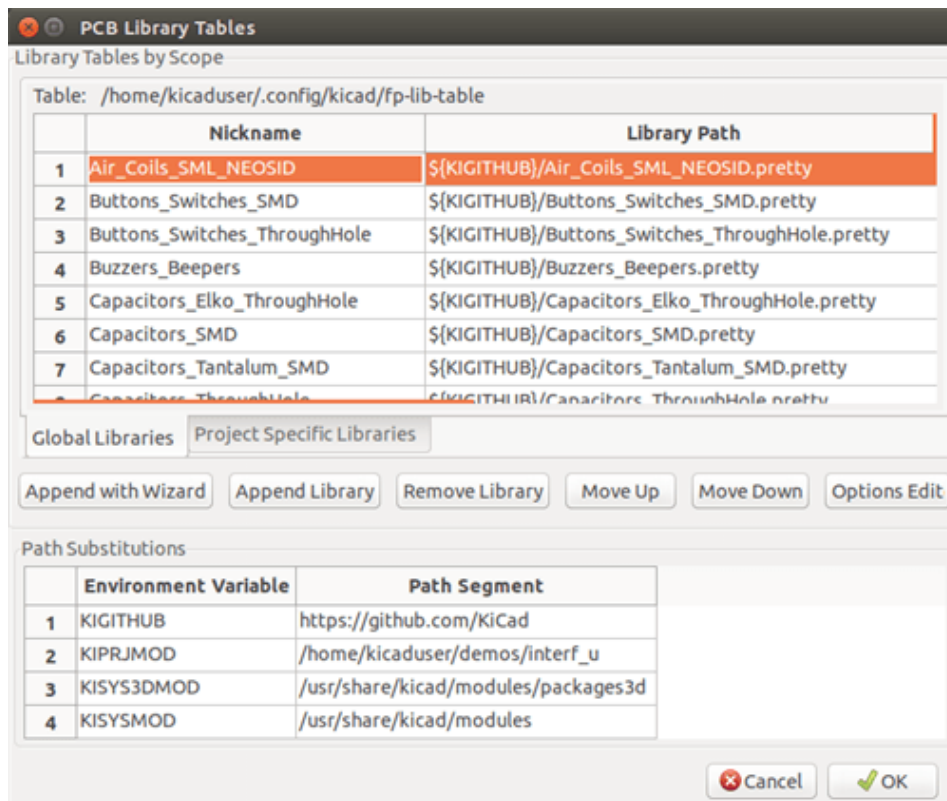 PCB Library Tables
Library Tables by Scope
Table: /home/kicaduser/.config/kicad/fp-lib-table
Nickname Library Path
1 Air_Coils_SML_NEOSID ${KIGITHUB}/Air_Coils_SML_NEOSID.pretty
2 Buttons_Switches_SMD ${KIGITHUB}/Buttons_Switches_SMD.pretty
3 Buttons_Switches_ThroughHole ${KIGITHUB}/Buttons_Switches_ThroughHole.pretty
4 Buzzers_Beepers ${KIGITHUB}/Buzzers_Beepers.pretty
5 Capacitors_Elko_ThroughHole ${KIGITHUB}/Capacitors_Elko_ThroughHole.pretty
6 Capacitors_SMD ${KIGITHUB}/Capacitors_SMD.pretty
7 Capacitors_Tantalum_SMD ${KIGITHUB}/Capacitors_Tantalum_SMD.pretty
Capacitors_ThroughHole ${KIGITHUB}/Capacitors_ThroughHole.pretty
Global Libraries Project Specific Libraries
Append with Wizard Append Library Remove Library Move Up Move Down Options Edit
Path Substitutions
Environment Variable Path Segment
1 KIGITHUB https://github.com/KiCad
2 KIPRJMOD /home/kicaduser/demos/interf_u
3 KISYS3DMOD /usr/share/kicad/modules/packages3d
4 KISYSMOD /usr/share/kicad/modules
Cancel OK